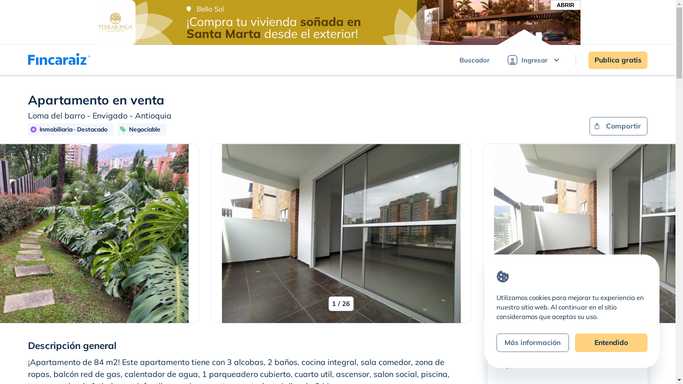 Bello Sol
¡Compra tu vivienda soñada en
Santa Marta desde el exterior!
ABRIR
Fincaraíz
Buscador
Ingresar
Publica gratis
Apartamento en venta
Loma del barro - Envigado - Antioquia
Inmobiliaria · Destacado
Negociable
Compartir
1 / 26
Utilizamos cookies para mejorar tu experiencia en
nuestro sitio web. Al continuar en el sitio
consideramos que aceptas su uso.
Más información
Entendido
Descripción general
¡Apartamento de 84 m2! Este apartamento tiene con 3 alcobas, 2 baños, cocina integral, sala comedor, zona de
ropas, balcón red de gas, calentador de agua, 1 parqueadero cubierto, cuarto util, ascensor, salon social, piscina,